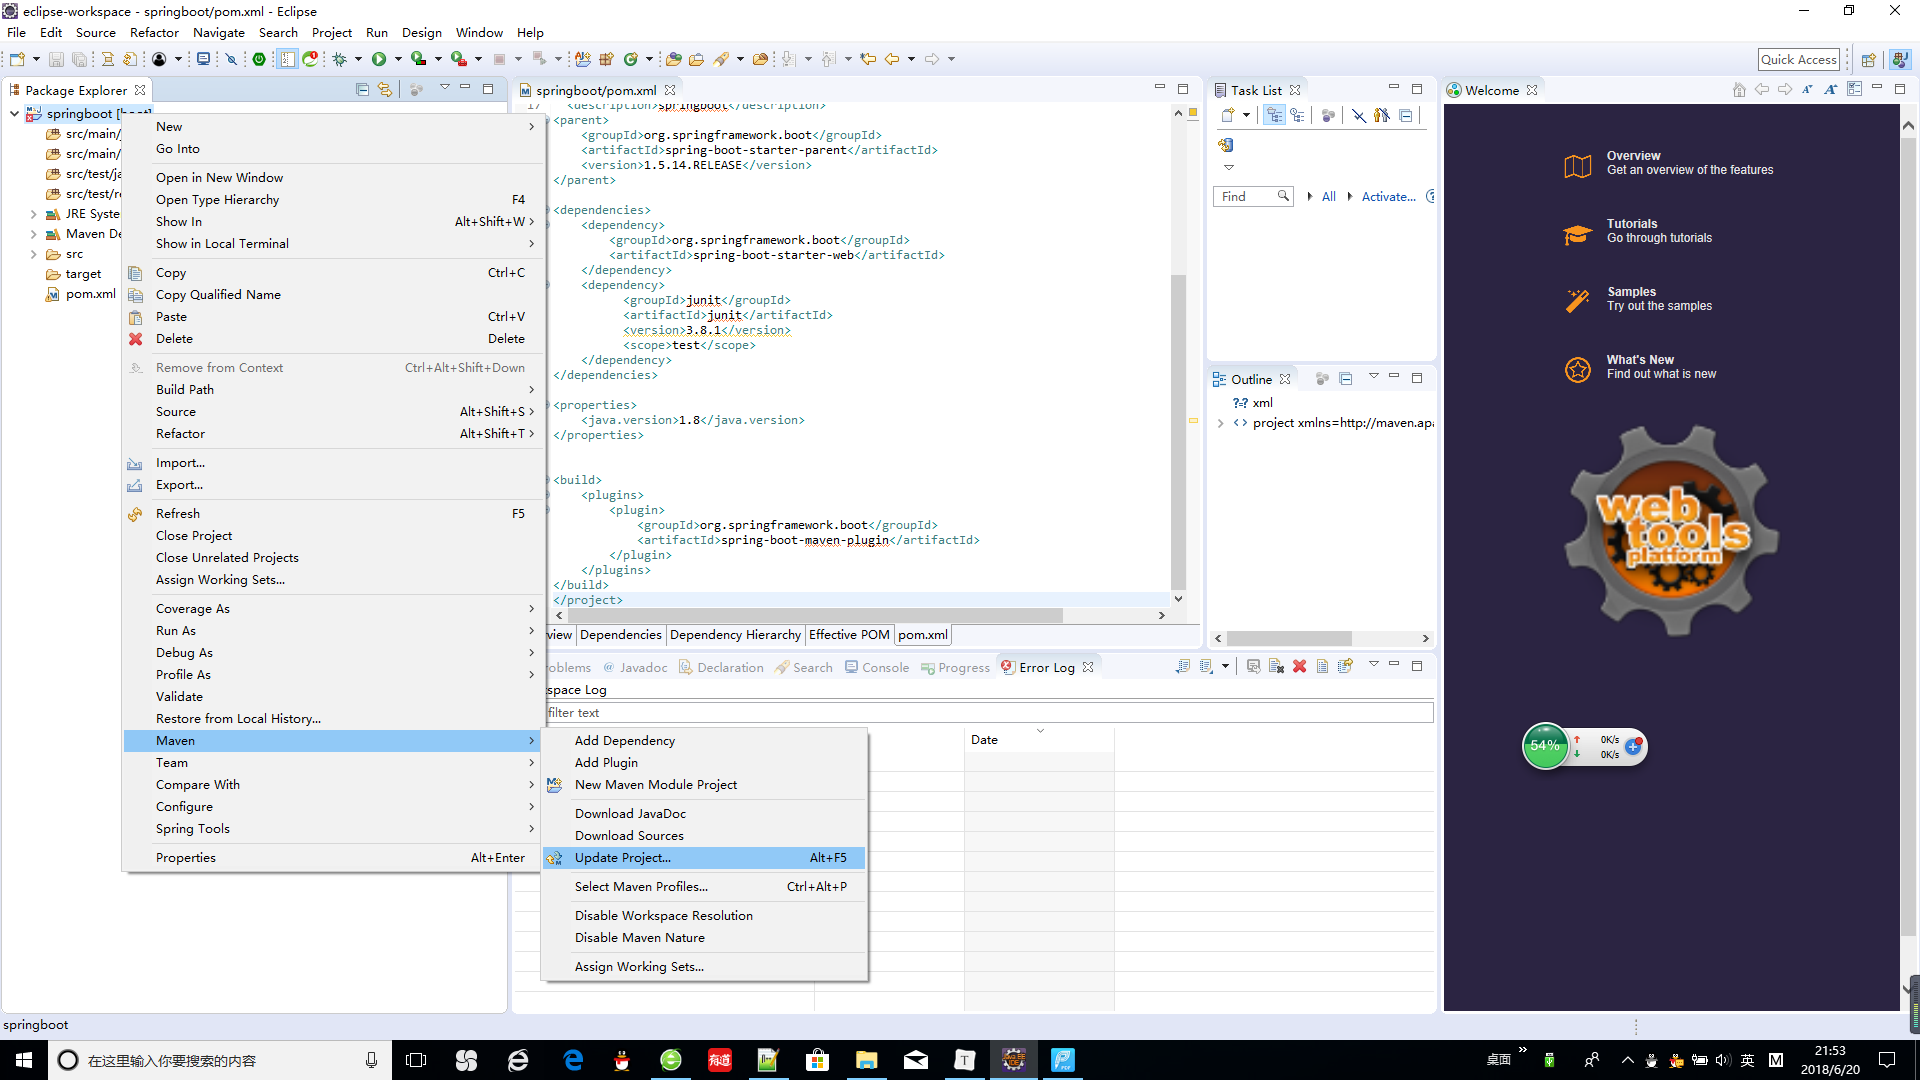 eclipse-workspace - springboot/pom.xml - Eclipse
File Edit Source Refactor Navigate Search Project Run Design Window Help
Quick Access
Package Explorer
springboot [boot]
src/main/
src/main/
src/test/ja
src/test/re
JRE Syste
Maven De
src
target
pom.xml
New
Go Into
Open in New Window
Open Type Hierarchy F4
Show In Alt+Shift+W
Show in Local Terminal
Copy Ctrl+C
Copy Qualified Name
Paste Ctrl+V
Delete Delete
Remove from Context Ctrl+Alt+Shift+Down
Build Path
Source Alt+Shift+S
Refactor Alt+Shift+T
Import...
Export...
Refresh F5
Close Project
Close Unrelated Projects
Assign Working Sets...
Coverage As
Run As
Debug As
Profile As
Validate
Restore from Local History...
Maven
Team
Compare With
Configure
Spring Tools
Properties Alt+Enter
Add Dependency
Add Plugin
New Maven Module Project
Download JavaDoc
Download Sources
Update Project... Alt+F5
Select Maven Profiles... Ctrl+Alt+P
Disable Workspace Resolution
Disable Maven Nature
Assign Working Sets...
springboot/pom.xml
17 <description>springboot</description>
<parent>
<groupId>org.springframework.boot</groupId>
<artifactId>spring-boot-starter-parent</artifactId>
<version>1.5.14.RELEASE</version>
</parent>
<dependencies>
<dependency>
<groupId>org.springframework.boot</groupId>
<artifactId>spring-boot-starter-web</artifactId>
</dependency>
<dependency>
<groupId>junit</groupId>
<artifactId>junit</artifactId>
<version>3.8.1</version>
<scope>test</scope>
</dependency>
</dependencies>
<properties>
<java.version>1.8</java.version>
</properties>
<build>
<plugins>
<plugin>
<groupId>org.springframework.boot</groupId>
<artifactId>spring-boot-maven-plugin</artifactId>
</plugin>
</plugins>
</build>
</project>
view Dependencies Dependency Hierarchy Effective POM pom.xml
oblems @ Javadoc Declaration Search Console Progress Error Log
space Log
filter text
Date
Task List
Find All Activate...
Outline
?-? xml
project xmlns=http://maven.apa
Welcome
Overview
Get an overview of the features
Tutorials
Go through tutorials
Samples
Try out the samples
What's New
Find out what is new
web
tools
platform
54% 0K/s
0K/s
springboot
在这里输入你要搜索的内容
有道
T
桌面
英
M
21:53
2018/6/20